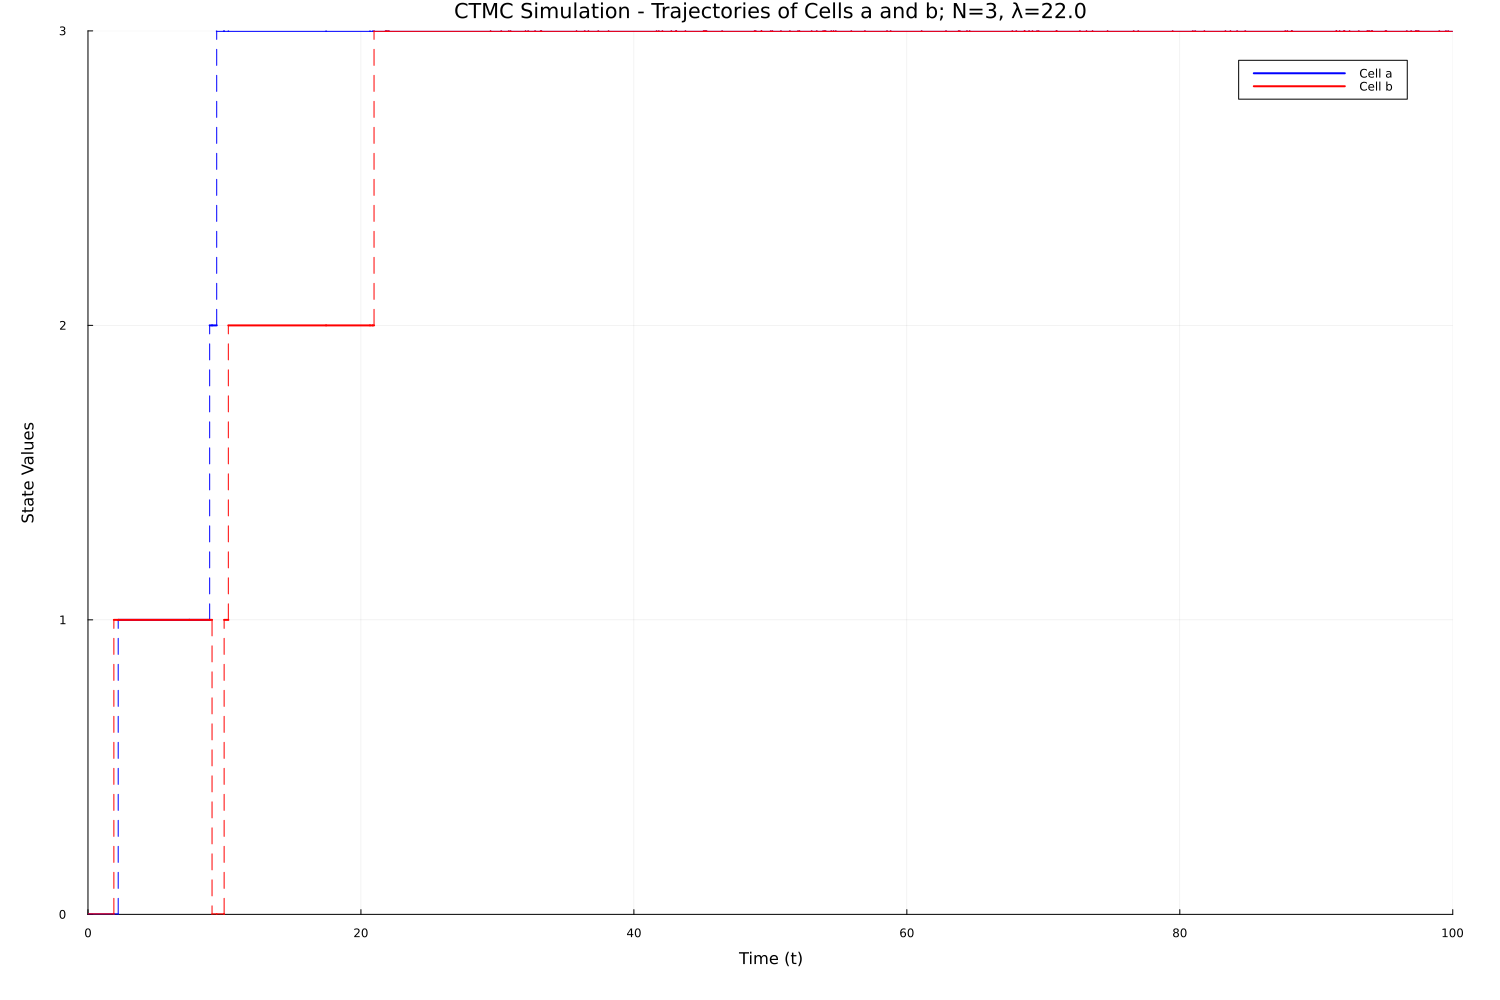 CTMC Simulation - Trajectories of Cells a and b; N=3, λ=22.0
3
Cell a
Cell b
2
State Values
1
0
0 20 40 60 80 100
Time (t)